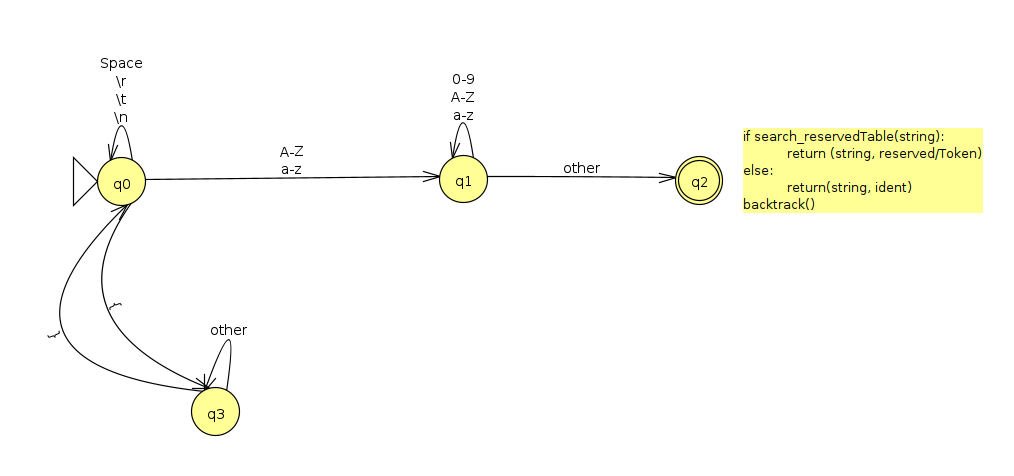 Space
\r
\t
\n
0-9
A-Z
a-z
A-Z
a-z
other
q0
q1
q2
if search_reservedTable(string):
return (string, reserved/Token)
else:
return(string, ident)
backtrack()
{
}
other
q3